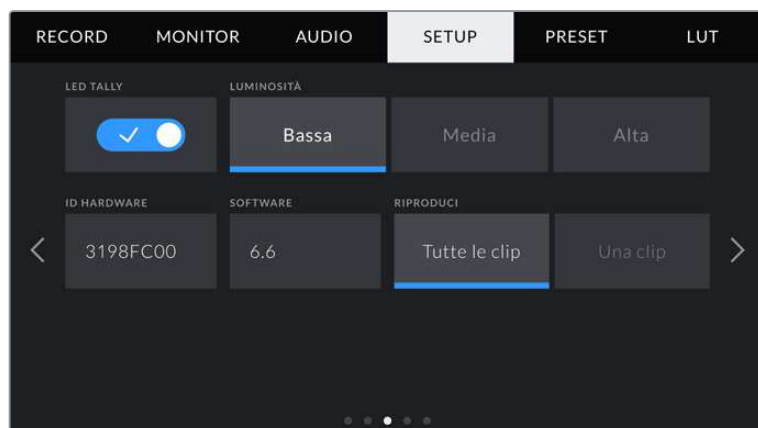 RECORD MONITOR AUDIO SETUP PRESET LUT
LED TALLY LUMINOSITÀ
Bassa Media Alta
ID HARDWARE SOFTWARE RIPRODUCI
3198FC00 6.6 Tutte le clip Una clip